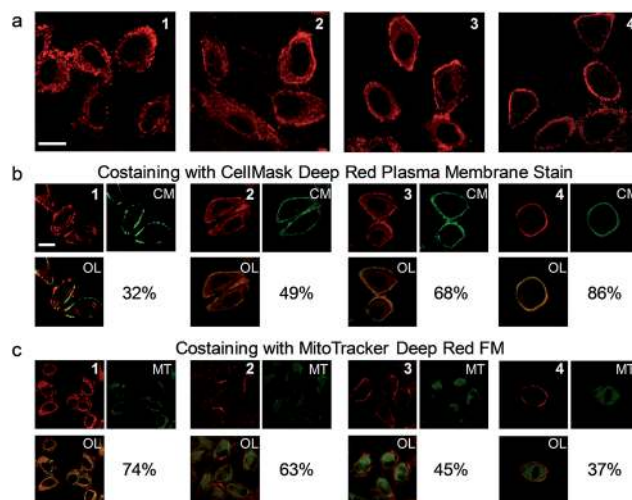 a 1 2 3 4
Costaining with CellMask Deep Red Plasma Membrane Stain
b 1 CM 2 CM 3 CM 4 CM
OL 32% OL 49% OL 68% OL 86%
Costaining with MitoTracker Deep Red FM
c 1 MT 2 MT 3 MT 4 MT
OL 74% OL 63% OL 45% OL 37%